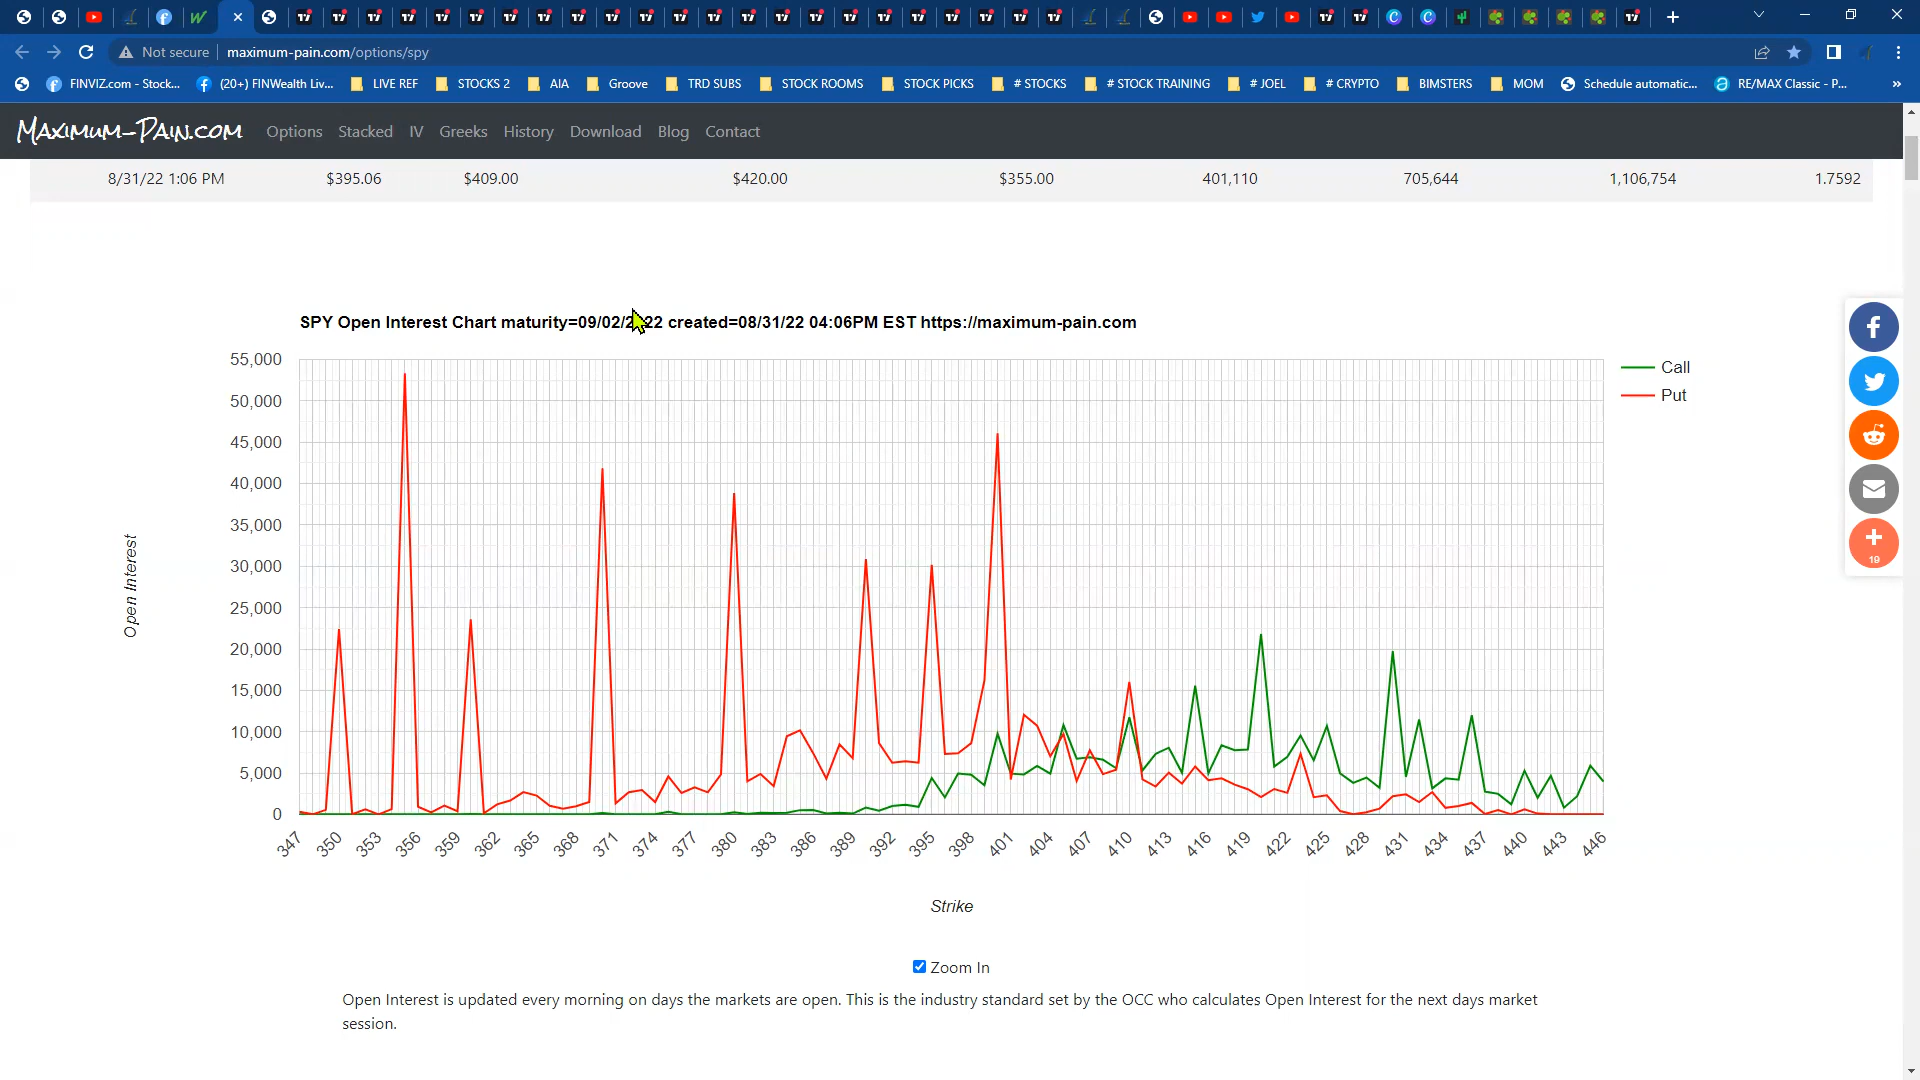 Not secure maximum-pain.com/options/spy
FINVIZ.com - Stock... (20+) FINWealth Liv... LIVE REF STOCKS 2 AIA Groove TRD SUBS STOCK ROOMS STOCK PICKS # STOCKS # STOCK TRAINING # JOEL # CRYPTO BIMSTERS MOM Schedule automatic... RE/MAX Classic - P... »
Maximum-Pain.com Options Stacked IV Greeks History Download Blog Contact
8/31/22 1:06 PM $395.06 $409.00 $420.00 $355.00 401,110 705,644 1,106,754 1.7592
SPY Open Interest Chart maturity=09/02/2022 created=08/31/22 04:06PM EST https://maximum-pain.com
55,000
50,000
45,000
40,000
35,000
30,000
25,000
20,000
15,000
10,000
5,000
0
Open Interest
Call
Put
19
347 350 353 356 359 362 365 368 371 374 377 380 383 386 389 392 395 398 401 404 407 410 413 416 419 422 425 428 431 434 437 440 443 446
Strike
Zoom In
Open Interest is updated every morning on days the markets are open. This is the industry standard set by the OCC who calculates Open Interest for the next days market
session.